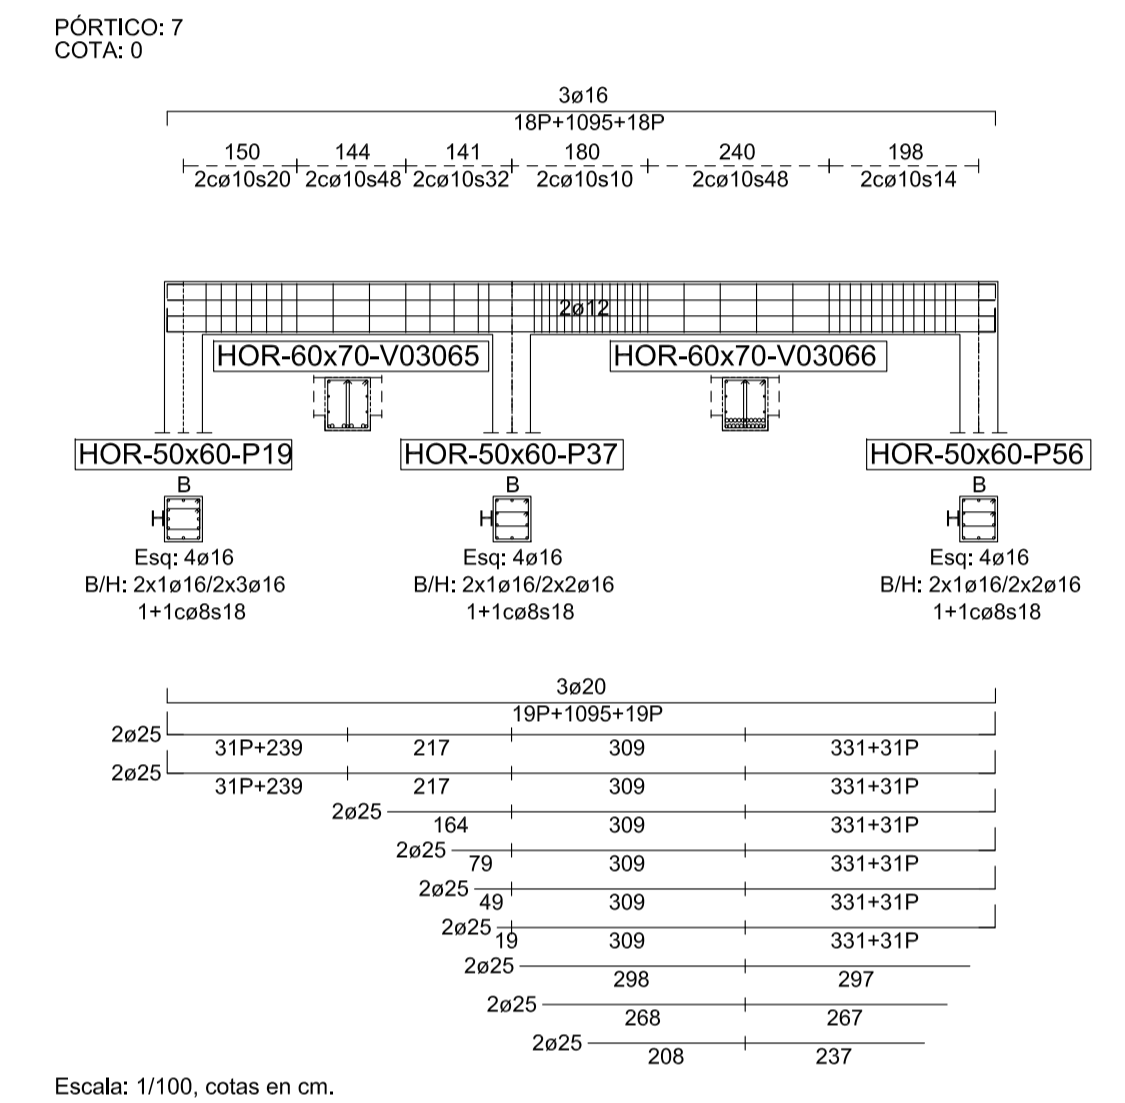 PÓRTICO: 7
COTA: 0
3ø16
18P+1095+18P
150 144 141 180 240 198
2cø10s20 2cø10s48 2cø10s32 2cø10s10 2cø10s48 2cø10s14
2ø12
HOR-60x70-V03065 HOR-60x70-V03066
HOR-50x60-P19 HOR-50x60-P37 HOR-50x60-P56
B B B
H H H
Esq: 4ø16 Esq: 4ø16 Esq: 4ø16
B/H: 2x1ø16/2x3ø16 B/H: 2x1ø16/2x2ø16 B/H: 2x1ø16/2x2ø16
1+1cø8s18 1+1cø8s18 1+1cø8s18
3ø20
19P+1095+19P
2ø25
31P+239 217 309 331+31P
2ø25
31P+239 217 309 331+31P
2ø25
164 309 331+31P
2ø25
79 309 331+31P
2ø25
49 309 331+31P
2ø25
19 309 331+31P
2ø25
298 297
2ø25
268 267
2ø25
208 237
Escala: 1/100, cotas en cm.